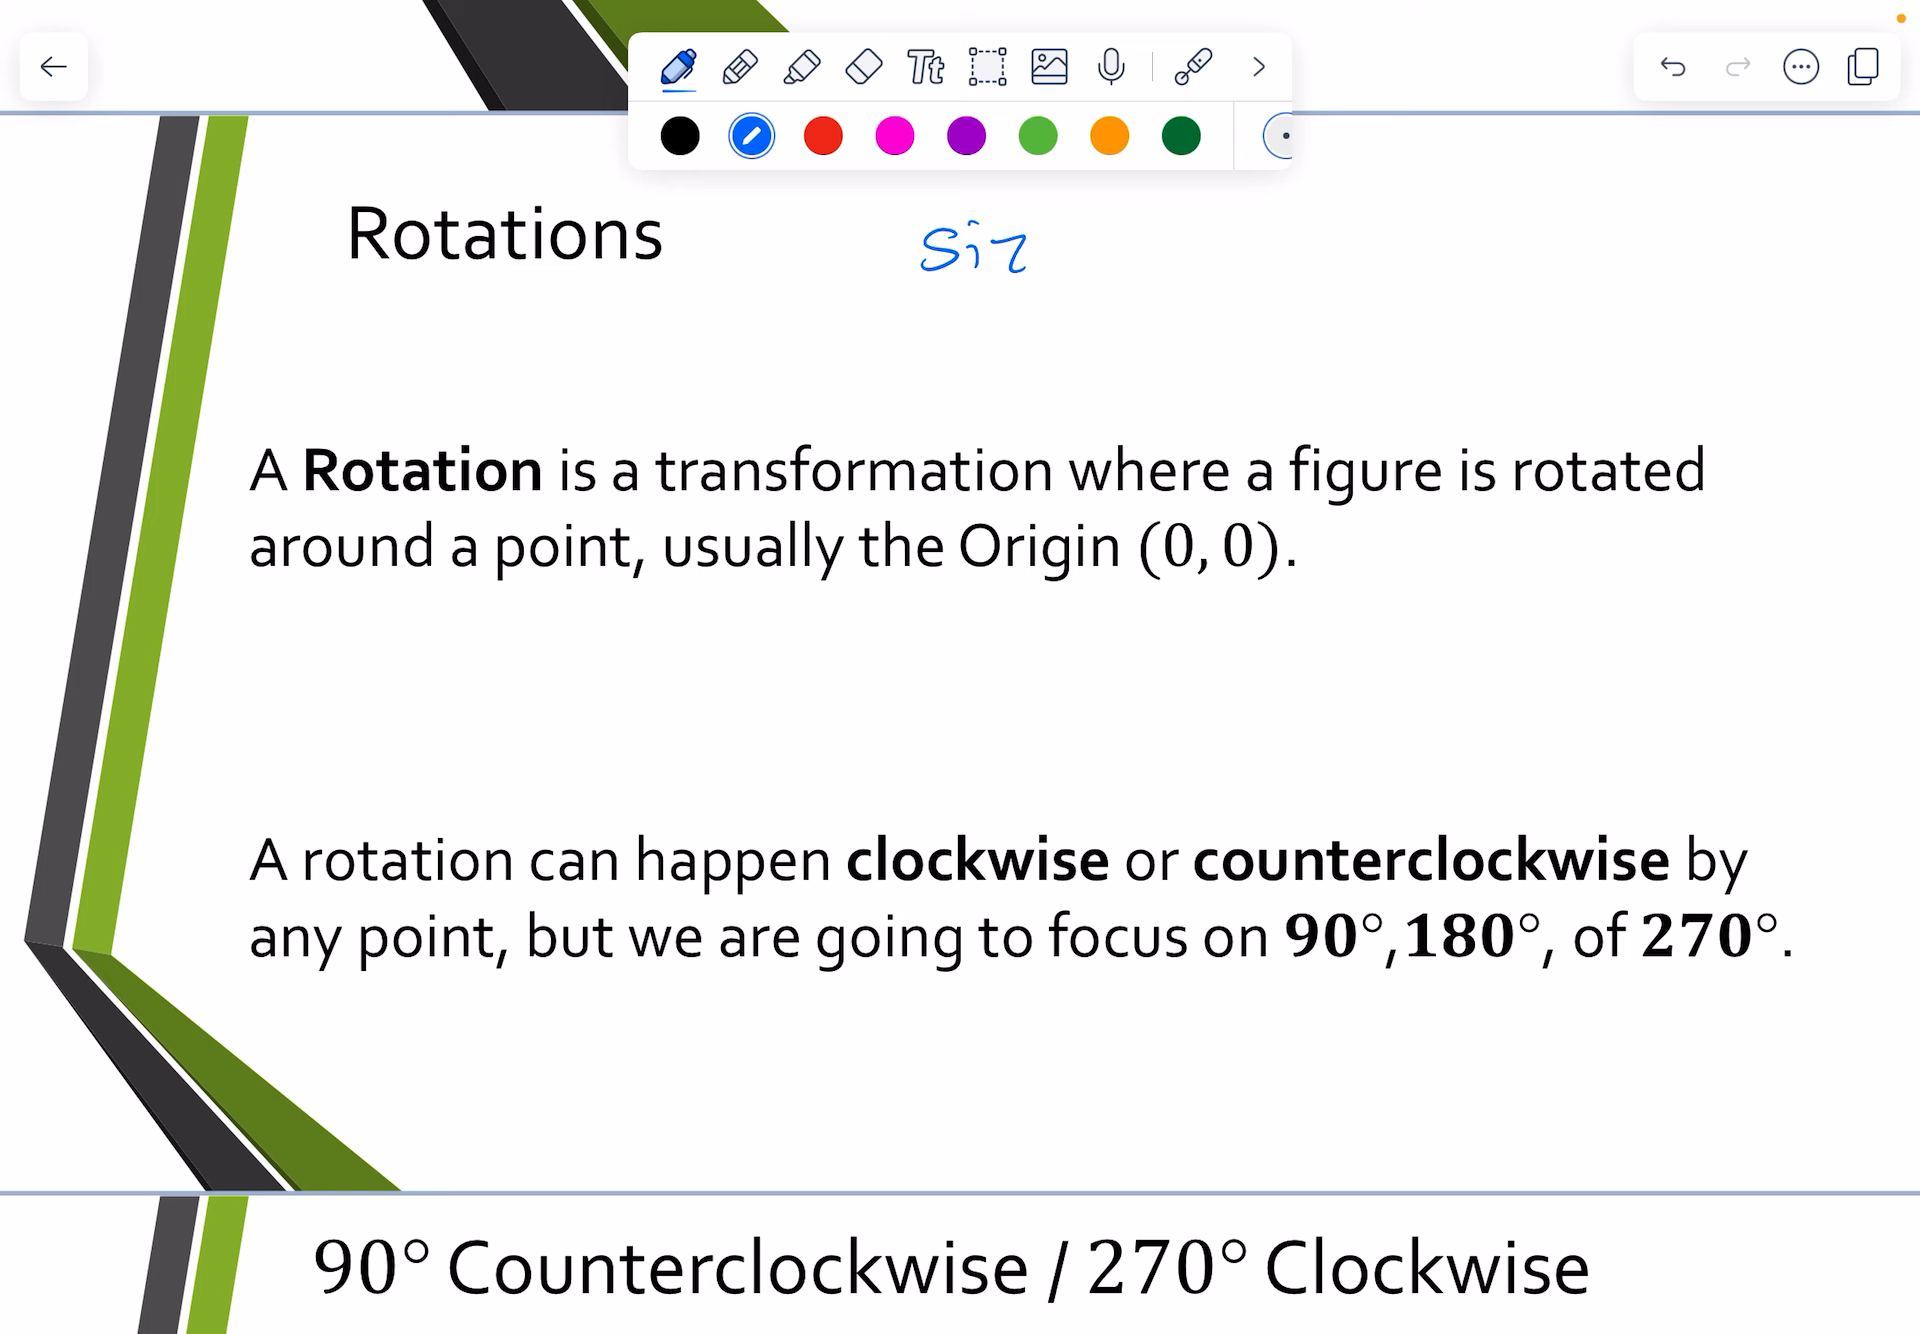 Tt
Rotations
Siz
A Rotation is a transformation where a figure is rotated
around a point, usually the Origin (0, 0).
A rotation can happen clockwise or counterclockwise by
any point, but we are going to focus on 90°, 180°, of 270°.
90° Counterclockwise / 270° Clockwise